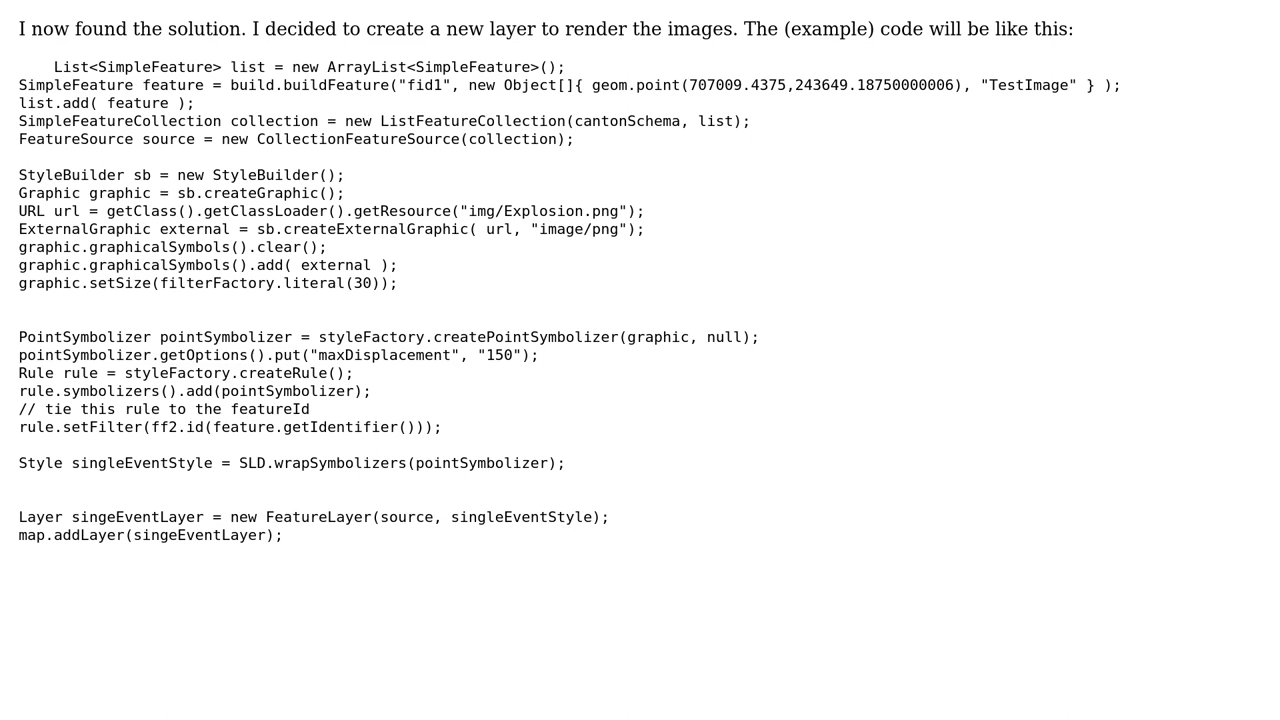 I now found the solution. I decided to create a new layer to render the images. The (example) code will be like this:
    List<SimpleFeature> list = new ArrayList<SimpleFeature>();
SimpleFeature feature = build.buildFeature("fid1", new Object[]{ geom.point(707009.4375,243649.18750000006), "TestImage" } );
list.add( feature );
SimpleFeatureCollection collection = new ListFeatureCollection(cantonSchema, list);
FeatureSource source = new CollectionFeatureSource(collection);

StyleBuilder sb = new StyleBuilder();
Graphic graphic = sb.createGraphic();
URL url = getClass().getClassLoader().getResource("img/Explosion.png");
ExternalGraphic external = sb.createExternalGraphic( url, "image/png");
graphic.graphicalSymbols().clear();
graphic.graphicalSymbols().add( external );
graphic.setSize(filterFactory.literal(30));

PointSymbolizer pointSymbolizer = styleFactory.createPointSymbolizer(graphic, null);
pointSymbolizer.getOptions().put("maxDisplacement", "150");
Rule rule = styleFactory.createRule();
rule.symbolizers().add(pointSymbolizer);
// tie this rule to the featureId
rule.setFilter(ff2.id(feature.getIdentifier()));

Style singleEventStyle = SLD.wrapSymbolizers(pointSymbolizer);

Layer singeEventLayer = new FeatureLayer(source, singleEventStyle);
map.addLayer(singeEventLayer);